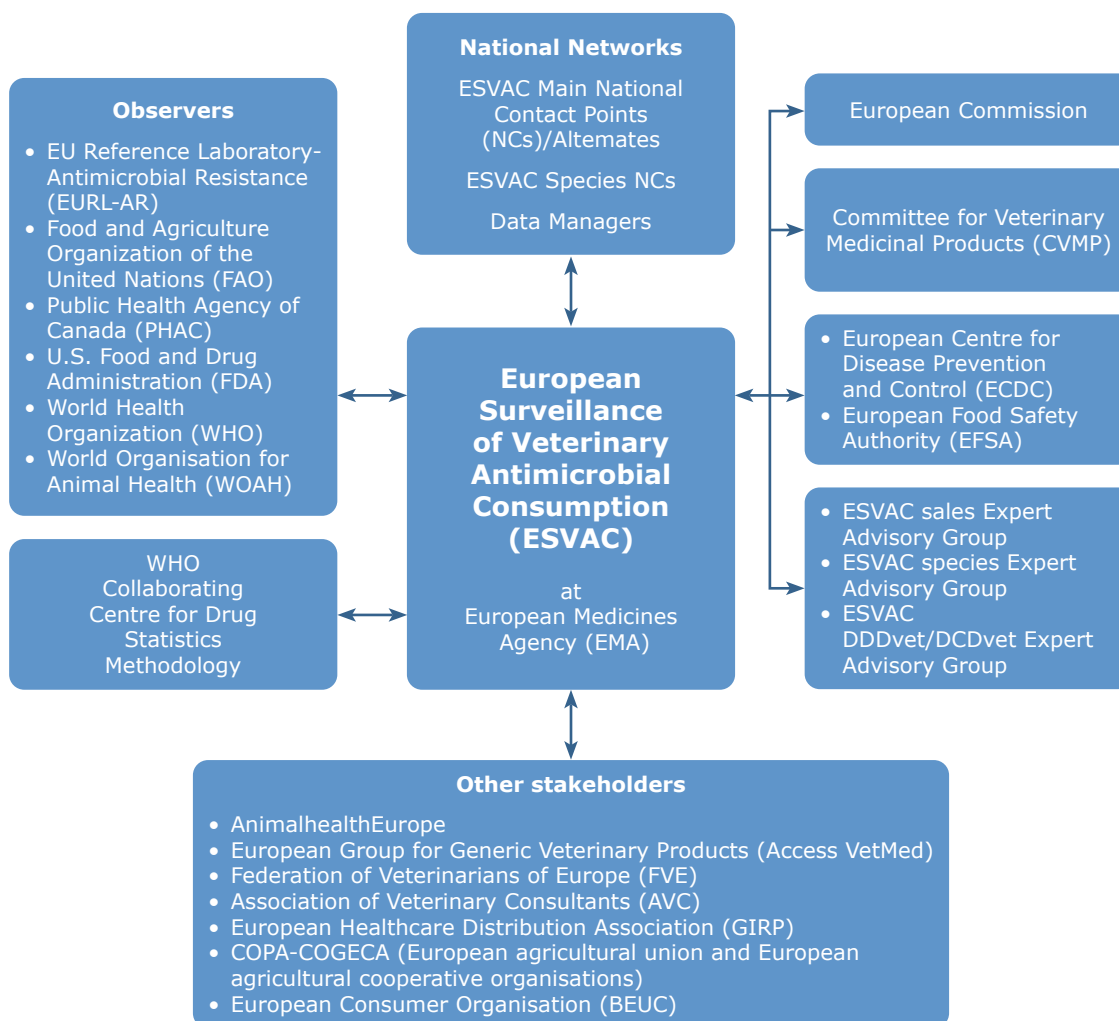 National Networks
ESVAC Main National
Contact Points
(NCs)/Altemates
ESVAC Species NCs
Data Managers
Observers
• EU Reference Laboratory-
Antimicrobial Resistance
(EURL-AR)
• Food and Agriculture
Organization of the
United Nations (FAO)
• Public Health Agency of
Canada (PHAC)
• U.S. Food and Drug
Administration (FDA)
• World Health
Organization (WHO)
• World Organisation for
Animal Health (WOAH)
WHO
Collaborating
Centre for Drug
Statistics
Methodology
European
Surveillance
of Veterinary
Antimicrobial
Consumption
(ESVAC)
at
European Medicines
Agency (EMA)
European Commission
Committee for Veterinary
Medicinal Products (CVMP)
• European Centre for
Disease Prevention
and Control (ECDC)
• European Food Safety
Authority (EFSA)
• ESVAC sales Expert
Advisory Group
• ESVAC species Expert
Advisory Group
• ESVAC
DDDvet/DCDvet Expert
Advisory Group
Other stakeholders
• AnimalhealthEurope
• European Group for Generic Veterinary Products (Access VetMed)
• Federation of Veterinarians of Europe (FVE)
• Association of Veterinary Consultants (AVC)
• European Healthcare Distribution Association (GIRP)
• COPA-COGECA (European agricultural union and European
agricultural cooperative organisations)
• European Consumer Organisation (BEUC)